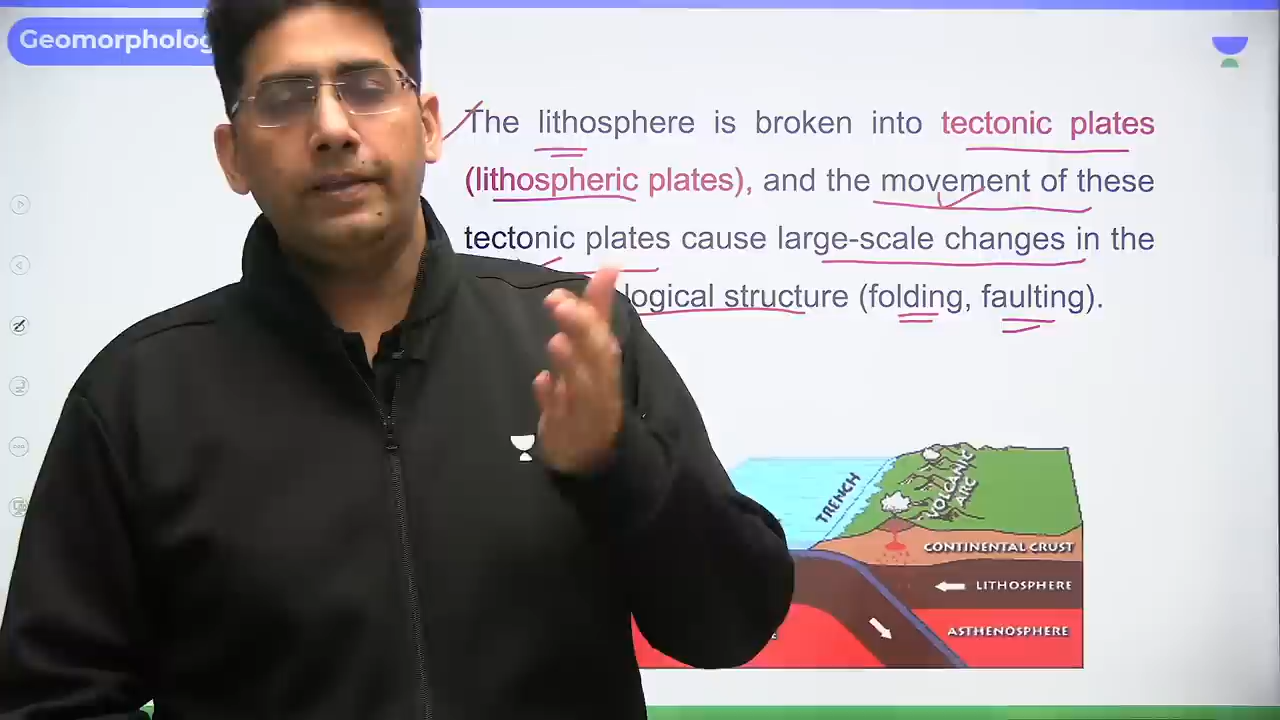 Geomorpholog
The lithosphere is broken into tectonic plates
(lithospheric plates), and the movement of these
tectonic plates cause large-scale changes in the
logical structure (folding, faulting).
TRENCH
VOLCANIC
ARC
CONTINENTAL CRUST
LITHOSPHERE
ASTHENOSPHERE